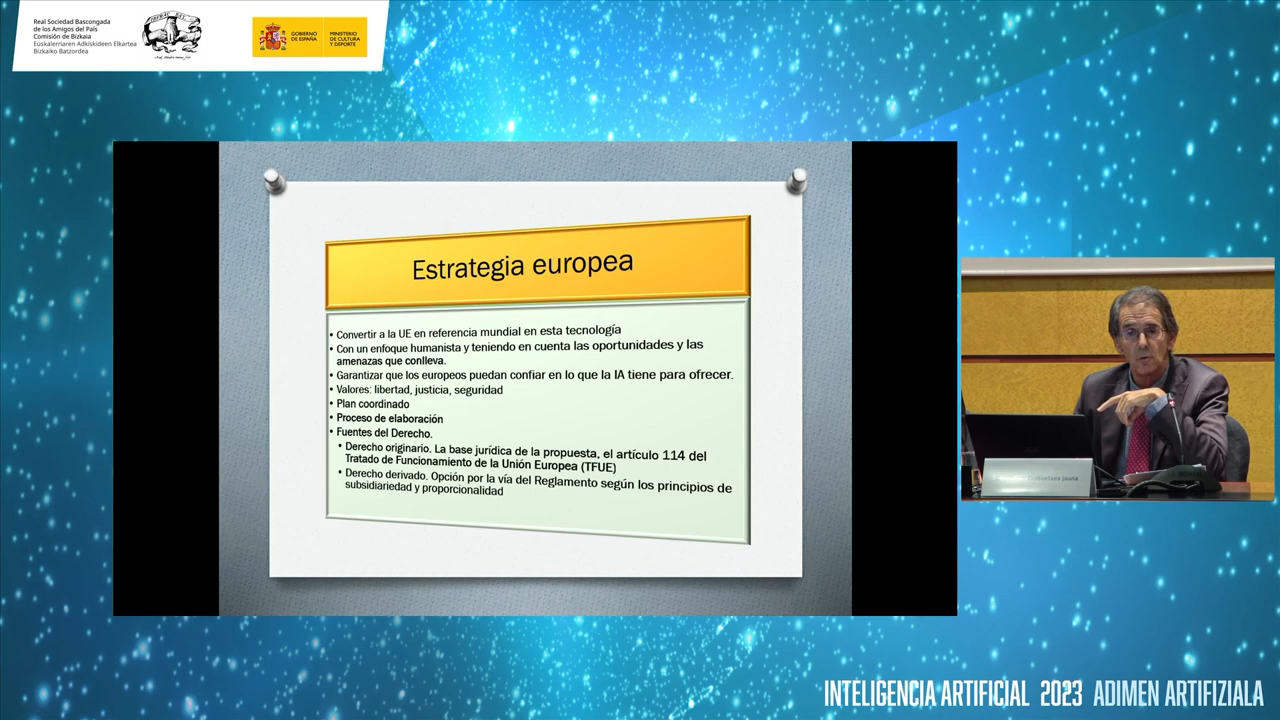 Real Sociedad Bascongada
de los Amigos del País
Comisión de Bizkaia
Euskalerriaren Adkiskideen Elkartea
Bizkaiko Batzordea
GOBIERNO
DE ESPAÑA
MINISTERIO
DE CULTURA
Y DEPORTE
Estrategia europea
• Convertir a la UE en referencia mundial en esta tecnología
• Con un enfoque humanista y teniendo en cuenta las oportunidades y las
amenazas que conlleva.
• Garantizar que los europeos puedan confiar en lo que la IA tiene para ofrecer.
• Valores: libertad, justicia, seguridad
• Plan coordinado
• Proceso de elaboración
• Fuentes del Derecho.
• Derecho originario. La base jurídica de la propuesta, el artículo 114 del
Tratado de Funcionamiento de la Unión Europea (TFUE)
• Derecho derivado. Opción por la vía del Reglamento según los principios de
subsidiariedad y proporcionalidad
jauna
INTELIGENCIA ARTIFICIAL 2023 ADIMEN ARTIFIZIALA